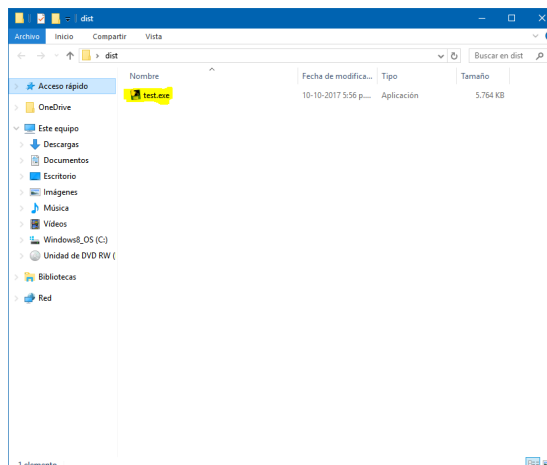 dist
Archivo Inicio Compartir Vista
dist Buscar en dist
Nombre Fecha de modifica... Tipo Tamaño
test.exe 10-10-2017 5:56 p.... Aplicación 5.764 KB
Acceso rápido
OneDrive
Este equipo
Descargas
Documentos
Escritorio
Imágenes
Música
Vídeos
Windows8_OS (C:)
Unidad de DVD RW (
Bibliotecas
Red
1 elemento